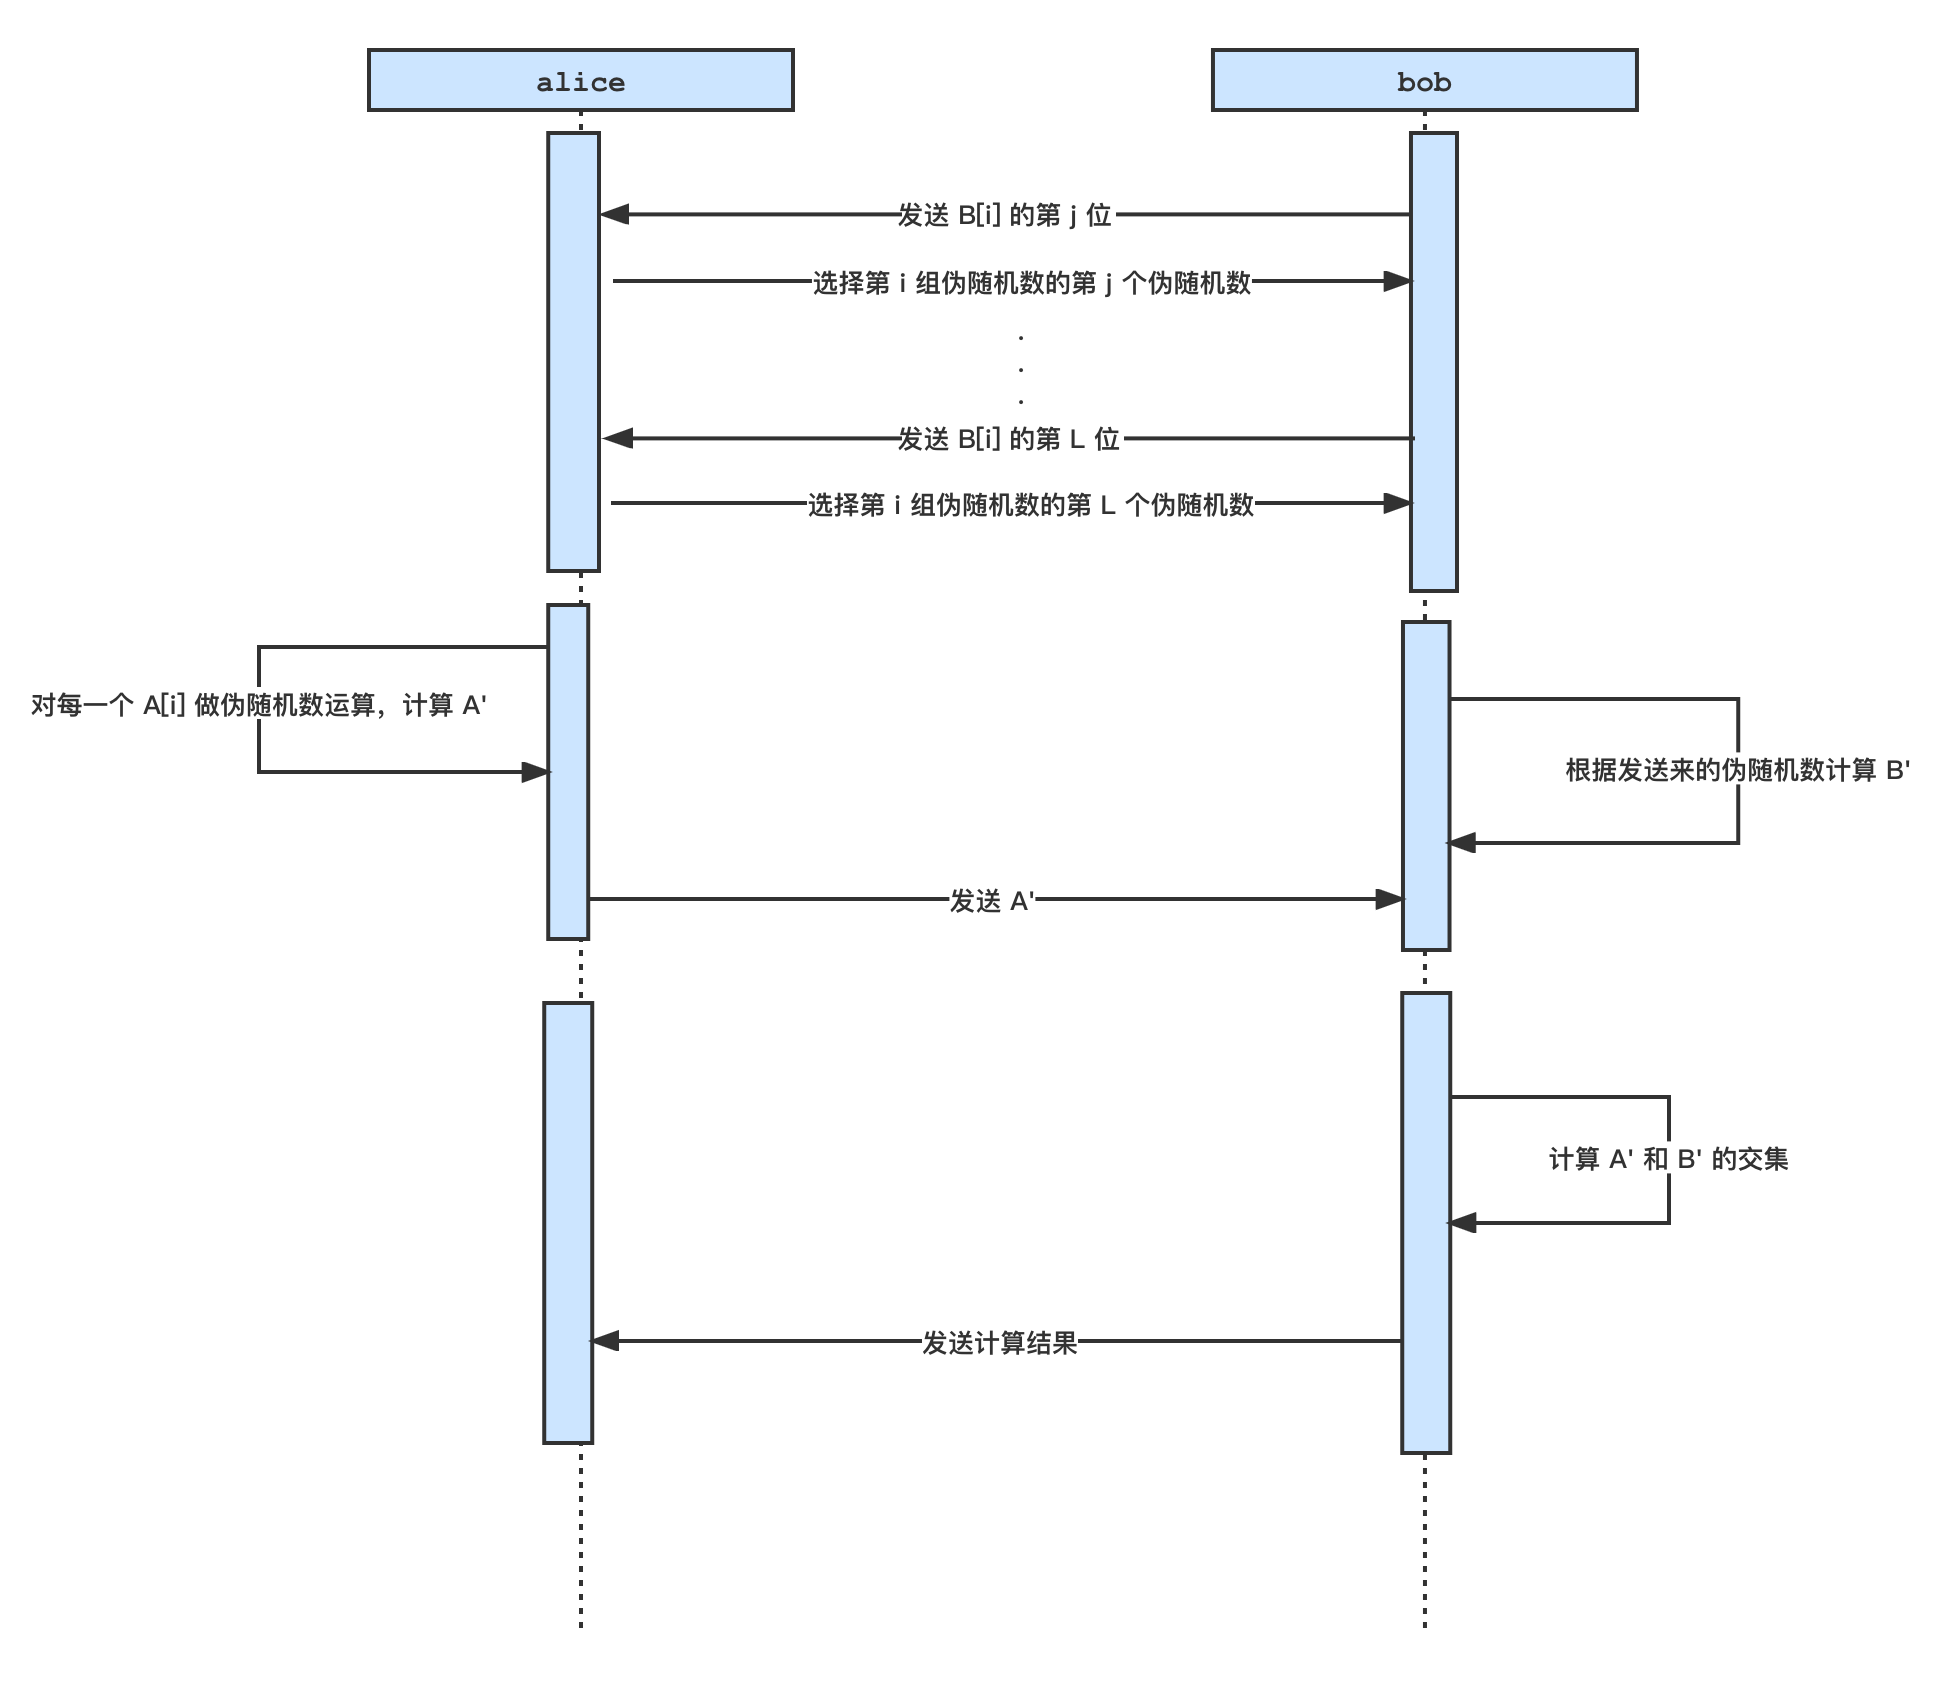 alice
bob
发送 B[i] 的第 j 位
选择第 i 组伪随机数的第 j 个伪随机数
.
.
.
发送 B[i] 的第 L 位
选择第 i 组伪随机数的第 L 个伪随机数
对每一个 A[i] 做伪随机数运算，计算 A'
根据发送来的伪随机数计算 B'
发送 A'
计算 A' 和 B' 的交集
发送计算结果